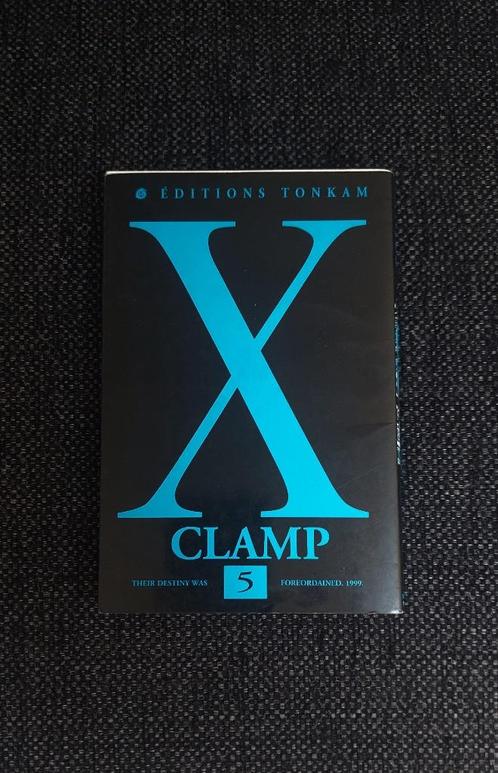 ÉDITIONS TONKAM
X
CLAMP
THEIR DESTINY WAS 5 FOREORDAINED. 1999.